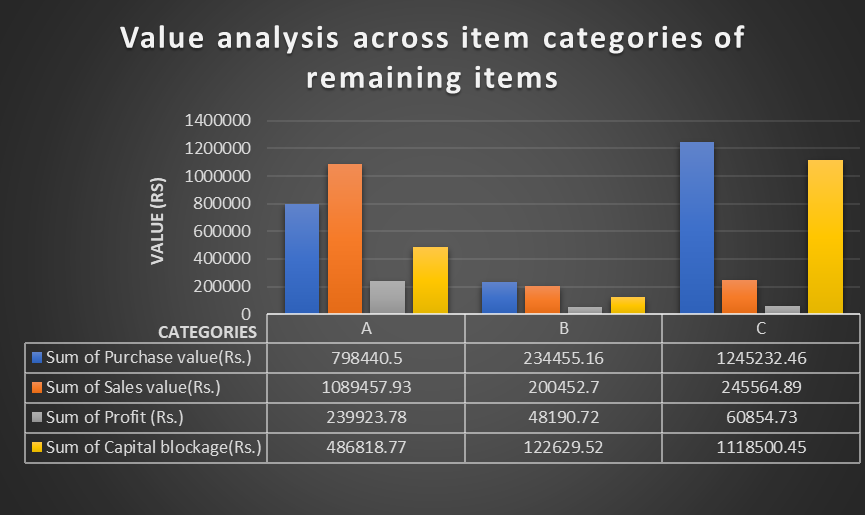 Value analysis across item categories of
remaining items
1400000
1200000
1000000
800000
600000
400000
200000
0
VALUE (RS)
CATEGORIES A B C
Sum of Purchase value(Rs.) 798440.5 234455.16 1245232.46
Sum of Sales value(Rs.) 1089457.93 200452.7 245564.89
Sum of Profit (Rs.) 239923.78 48190.72 60854.73
Sum of Capital blockage(Rs.) 486818.77 122629.52 1118500.45